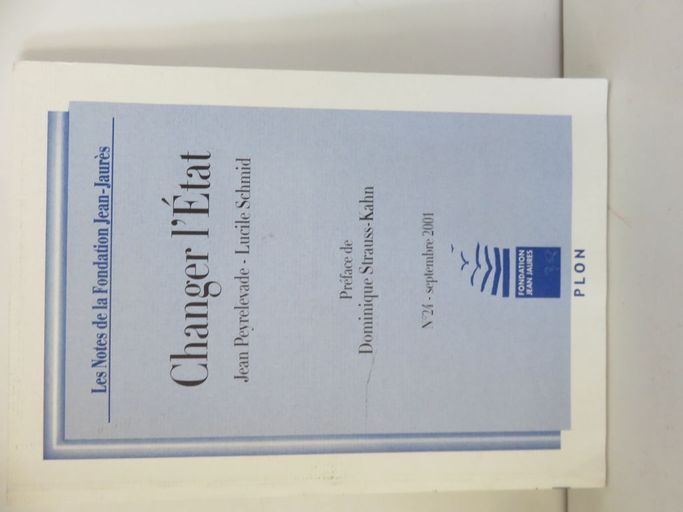 Les Notes de la Fondation Jean-Jaurès
Changer l'État
Jean Peyrelevade - Lucile Schmid
Préface de
Dominique Strauss-Kahn
N°24 - septembre 2001
FONDATION
JEAN JAURES
PLON